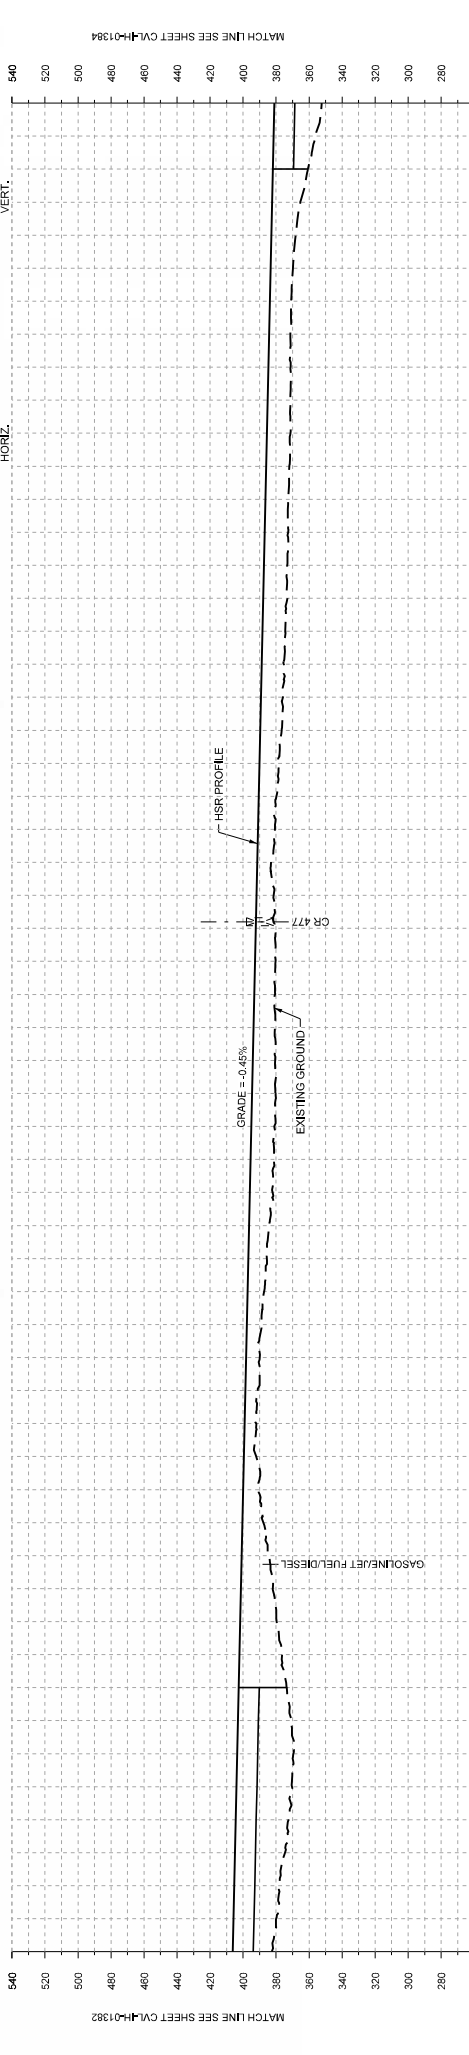 MATCH LINE SEE SHEET CVL-IH-01384
540 520 500 480 460 440 420 400 380 360 340 320 300 280
VERT.
HORIZ.
HSR PROFILE
CR 477
GRADE = -0.45%
EXISTING GROUND
GASOLINE/JET FUEL/DIESEL
540 520 500 480 460 440 420 400 380 360 340 320 300 280
MATCH LINE SEE SHEET CVL-IH-01382